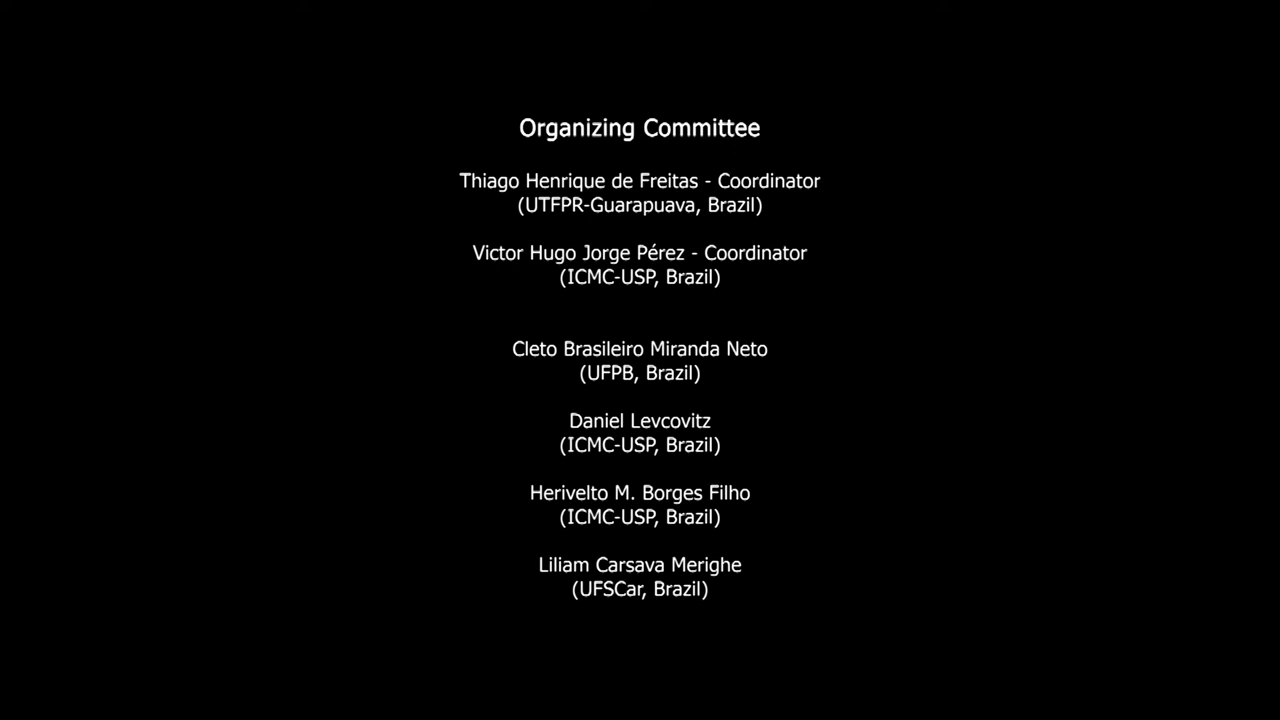 Organizing Committee
Thiago Henrique de Freitas - Coordinator
(UTFPR-Guarapuava, Brazil)
Victor Hugo Jorge Pérez - Coordinator
(ICMC-USP, Brazil)
Cleto Brasileiro Miranda Neto
(UFPB, Brazil)
Daniel Levcovitz
(ICMC-USP, Brazil)
Herivelto M. Borges Filho
(ICMC-USP, Brazil)
Liliam Carsava Merighe
(UFSCar, Brazil)